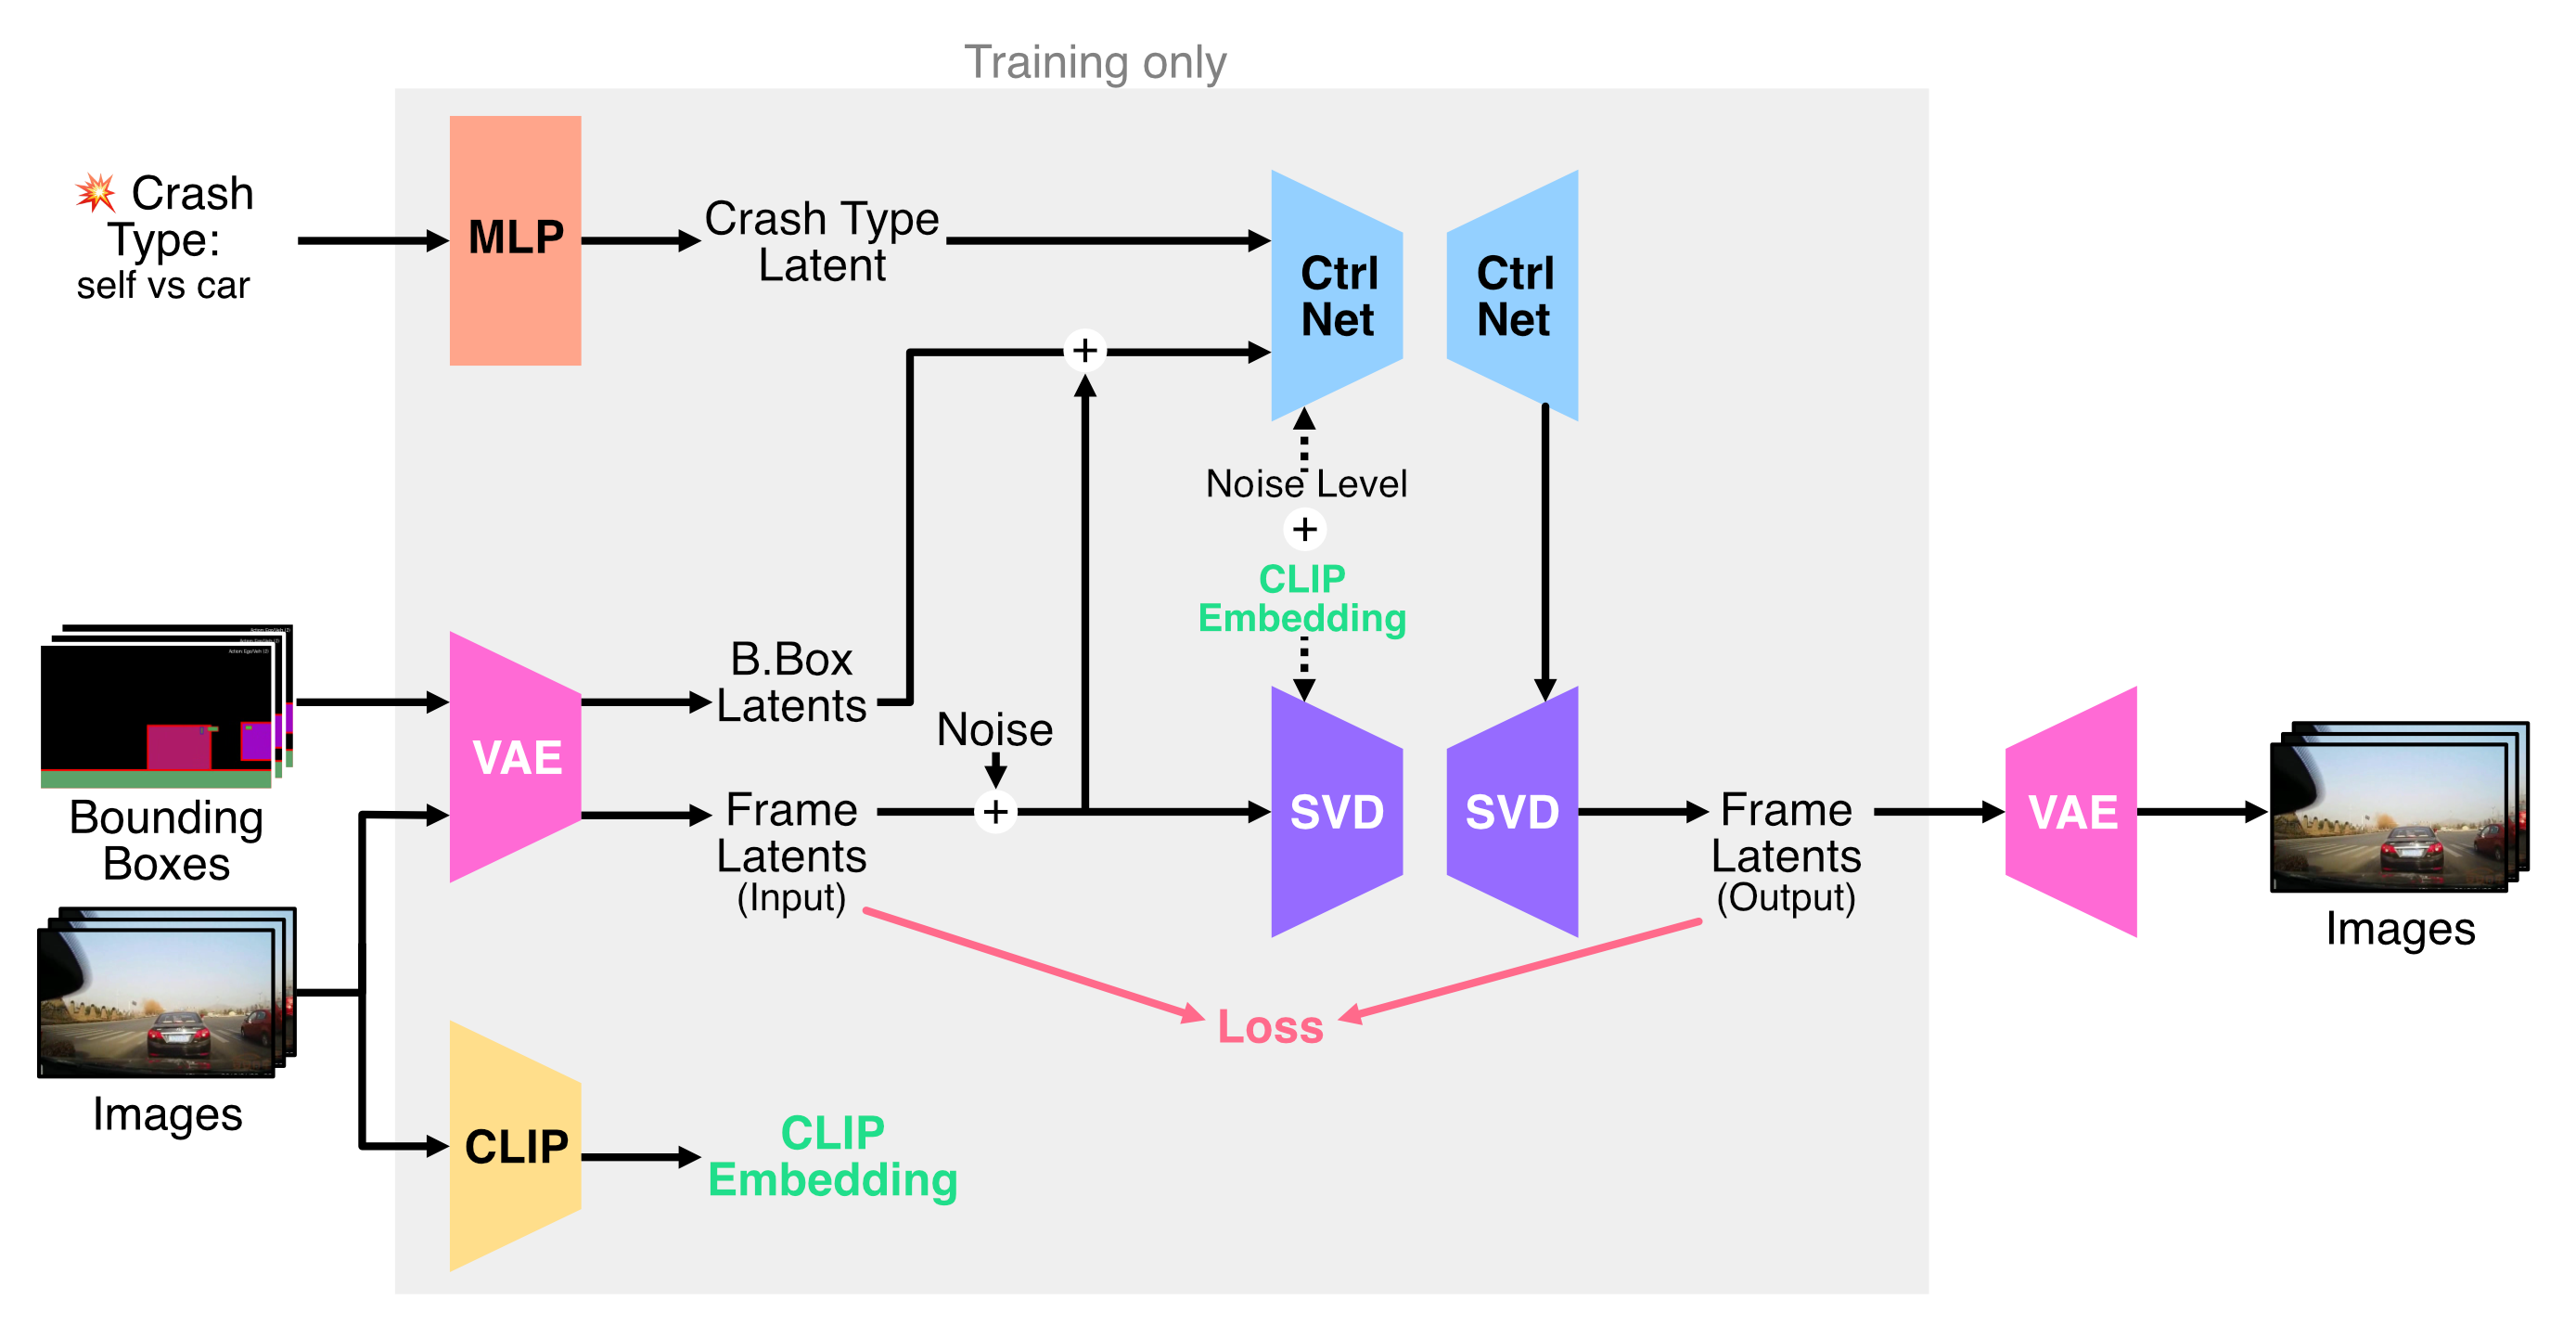 Training only
💥 Crash
Type:
self vs car
MLP
Crash Type
Latent
Ctrl
Net
Ctrl
Net
+
Noise Level
+
CLIP
Embedding
Bounding
Boxes
VAE
B.Box
Latents
Noise
+
Frame
Latents
(Input)
SVD
SVD
Frame
Latents
(Output)
VAE
Images
Images
Loss
CLIP
CLIP
Embedding